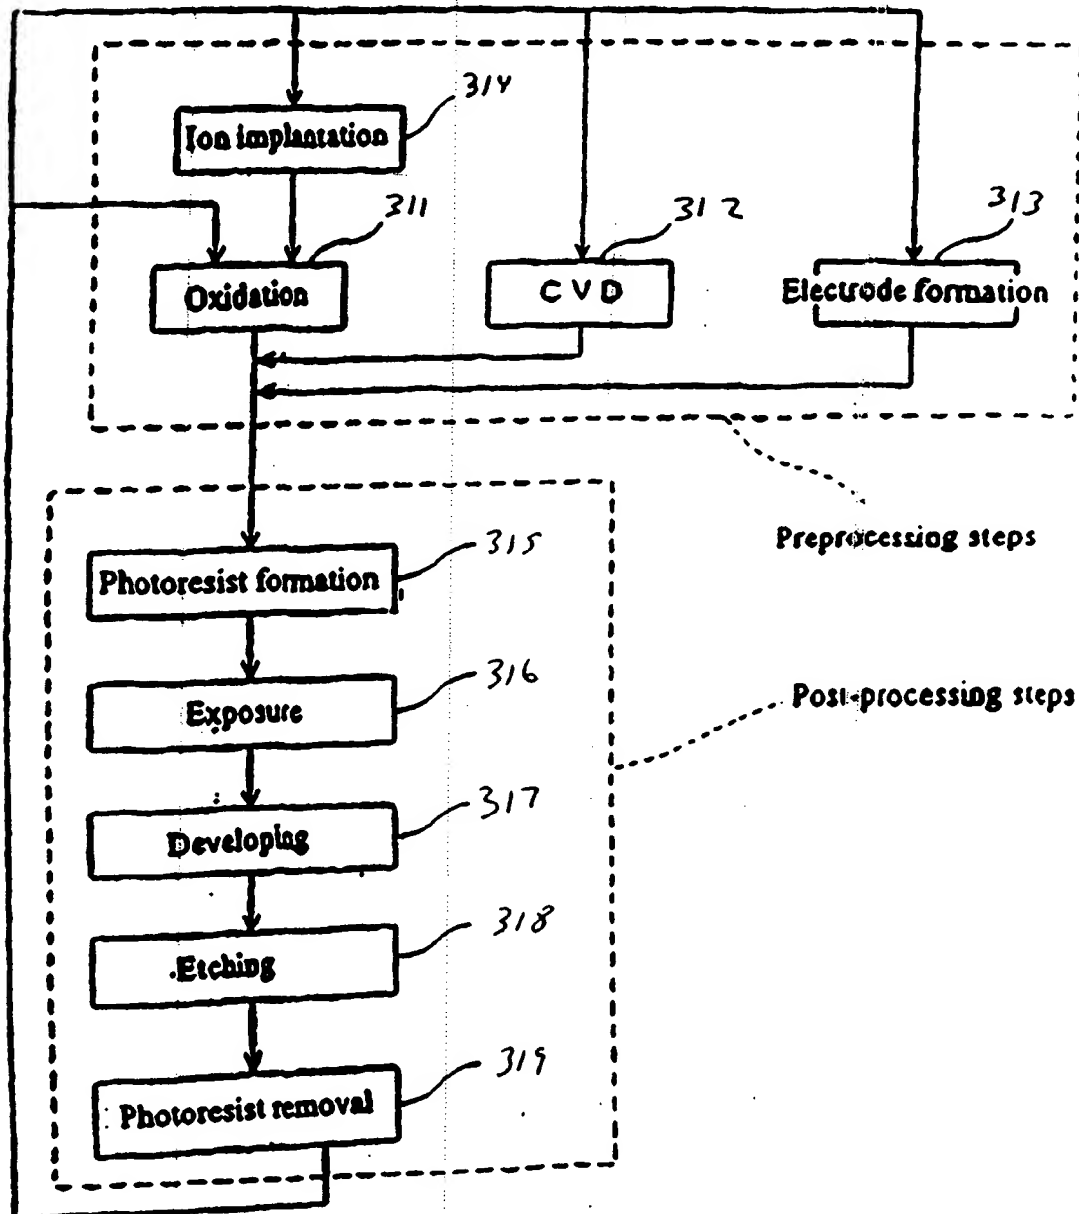 314
Ion implantation
311
312
313
Oxidation
CVD
Electrode formation
Preprocessing steps
315
Photoresist formation
316
Exposure
Post-processing steps
317
Developing
318
Etching
319
Photoresist removal